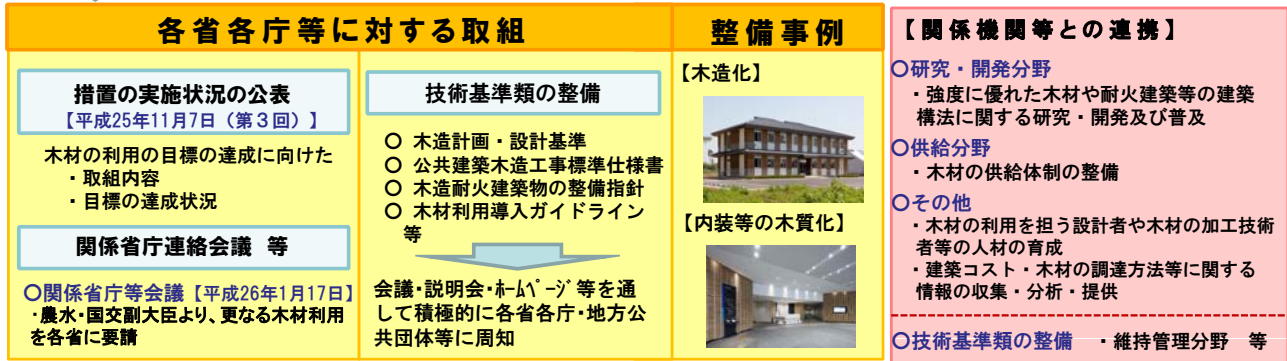 各省各庁等に対する取組
措置の実施状況の公表
【平成25年11月7日（第３回）】
木材の利用の目標の達成に向けた
・取組内容
・目標の達成状況
関係省庁連絡会議 等
○関係省庁等会議【平成26年1月17日】
・農水・国交副大臣より、更なる木材利用
を各省に要請
技術基準類の整備
○ 木造計画・設計基準
○ 公共建築木造工事標準仕様書
○ 木造耐火建築物の整備指針
○ 木材利用導入ガイドライン
等
会議・説明会・ﾎｰﾑﾍﾟｰｼﾞ等を通
して積極的に各省各庁・地方公
共団体等に周知
整備事例
【木造化】
【内装等の木質化】
【関係機関等との連携】
○研究・開発分野
・強度に優れた木材や耐火建築等の建築
構法に関する研究・開発及び普及
○供給分野
・木材の供給体制の整備
○その他
・木材の利用を担う設計者や木材の加工技術
者等の人材の育成
・建築コスト・木材の調達方法等に関する
情報の収集・分析・提供
○技術基準類の整備 ・維持管理分野 等